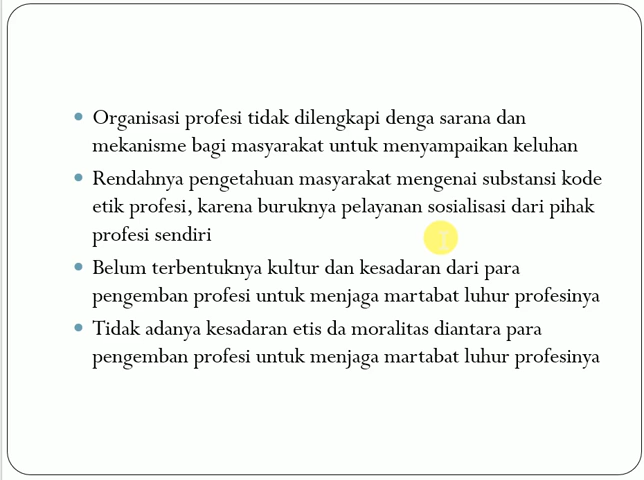 • Organisasi profesi tidak dilengkapi denga sarana dan
mekanisme bagi masyarakat untuk menyampaikan keluhan
• Rendahnya pengetahuan masyarakat mengenai substansi kode
etik profesi, karena buruknya pelayanan sosialisasi dari pihak
profesi sendiri
• Belum terbentuknya kultur dan kesadaran dari para
pengemban profesi untuk menjaga martabat luhur profesinya
• Tidak adanya kesadaran etis da moralitas diantara para
pengemban profesi untuk menjaga martabat luhur profesinya